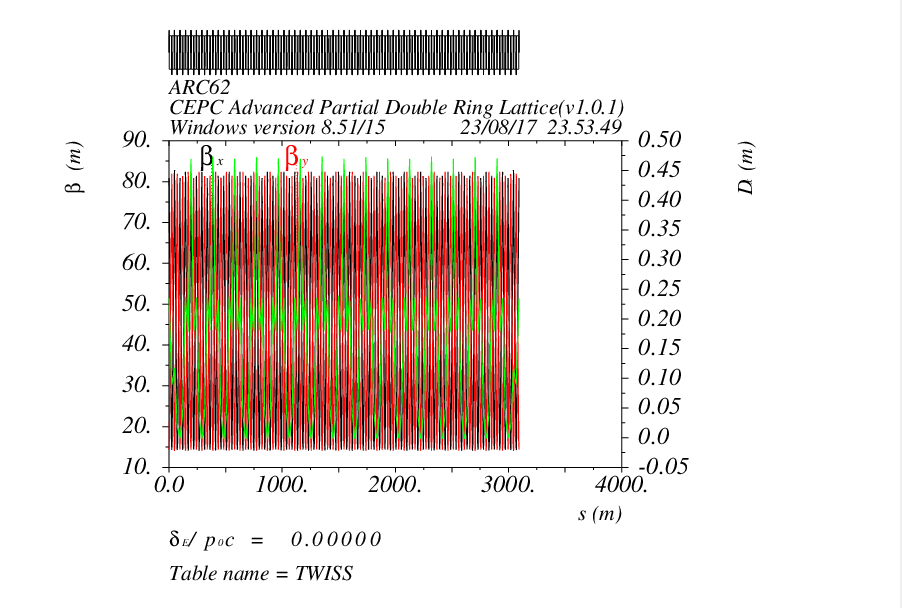 ARC62
CEPC Advanced Partial Double Ring Lattice(v1.0.1)
Windows version 8.51/15 23/08/17 23.53.49
90. 0.50
β x β y
β (m) D (m)
0.45
80.
0.40
70.
0.35
60. 0.30
0.25
50.
0.20
40.
0.15
30. 0.10
0.05
20.
0.0
10. -0.05
0.0 1000. 2000. 3000. 4000.
s (m)
δE/ p0c = 0.00000
Table name = TWISS